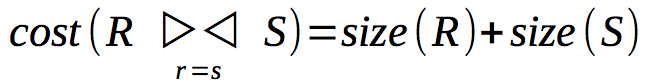 cost(R ▷◁ S)=size(R)+size(S)
r=s